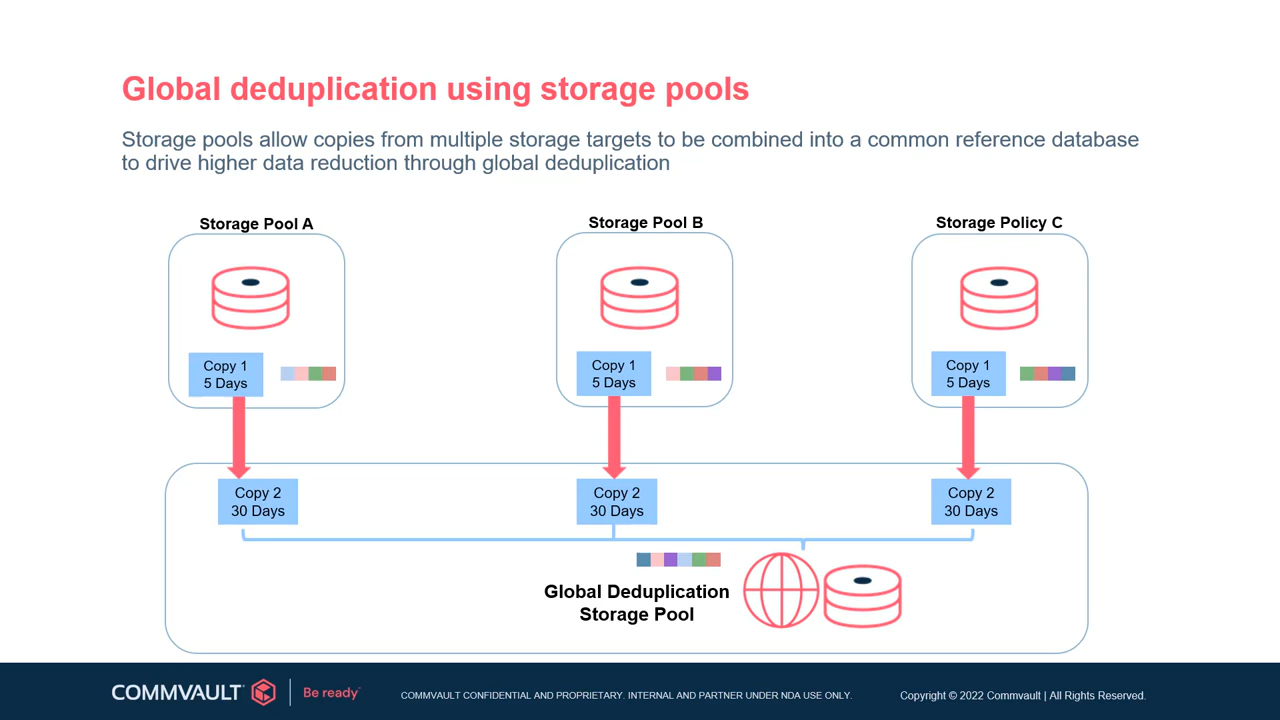 Global deduplication using storage pools
Storage pools allow copies from multiple storage targets to be combined into a common reference database
to drive higher data reduction through global deduplication
Storage Pool A
Storage Pool B
Storage Policy C
Copy 1
5 Days
Copy 1
5 Days
Copy 1
5 Days
Copy 2
30 Days
Copy 2
30 Days
Copy 2
30 Days
Global Deduplication
Storage Pool
COMMVAULT
Be ready
COMMVAULT CONFIDENTIAL AND PROPRIETARY. INTERNAL AND PARTNER UNDER NDA USE ONLY.
Copyright © 2022 Commvault | All Rights Reserved.